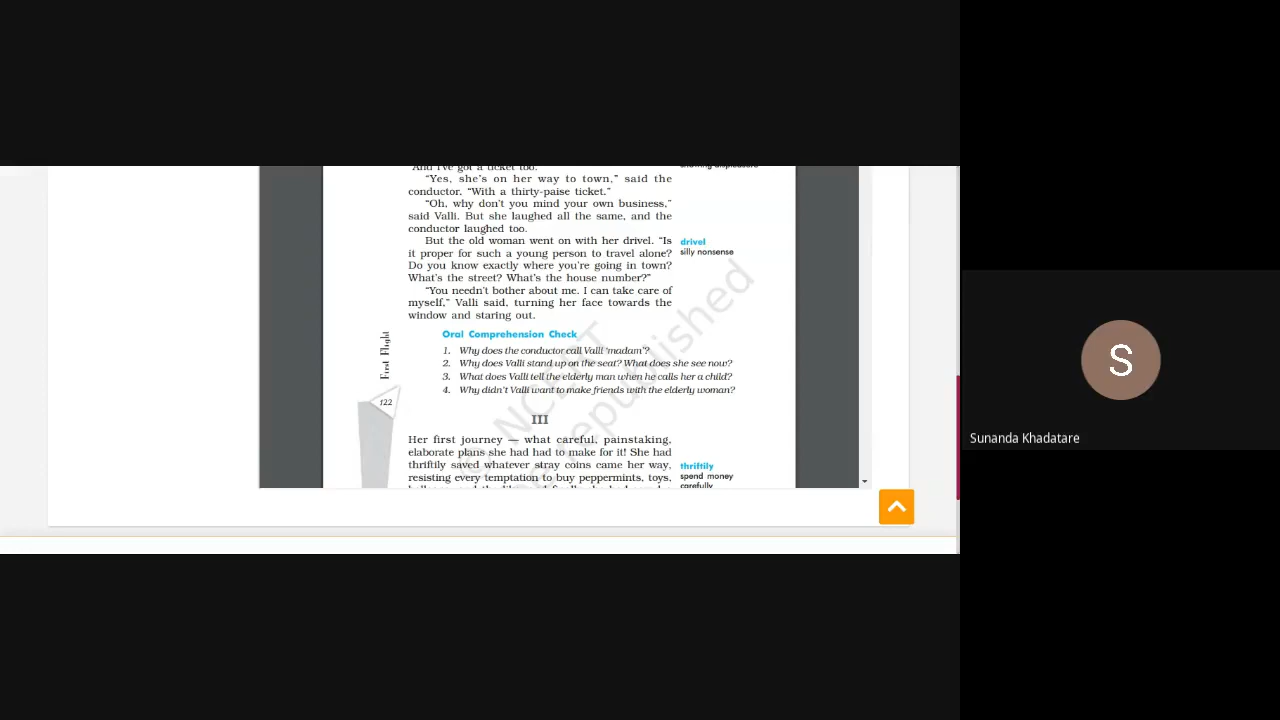 "And I've got a ticket too."
"Yes, she's on her way to town," said the
conductor. "With a thirty-paise ticket."
"Oh, why don't you mind your own business,"
said Valli. But she laughed all the same, and the
conductor laughed too.
But the old woman went on with her drivel. "Is
it proper for such a young person to travel alone?
Do you know exactly where you're going in town?
What's the street? What's the house number?"
"You needn't bother about me. I can take care of
myself," Valli said, turning her face towards the
window and staring out.
drivel
silly nonsense
Oral Comprehension Check
1. Why does the conductor call Valli 'madam'?
2. Why does Valli stand up on the seat? What does she see now?
3. What does Valli tell the elderly man when he calls her a child?
4. Why didn't Valli want to make friends with the elderly woman?
First Flight
122
III
Her first journey — what careful, painstaking,
elaborate plans she had had to make for it! She had
thriftily saved whatever stray coins came her way,
resisting every temptation to buy peppermints, toys,
thriftily
spend money
carefully
© NCERT
republished
S
Sunanda Khadatare